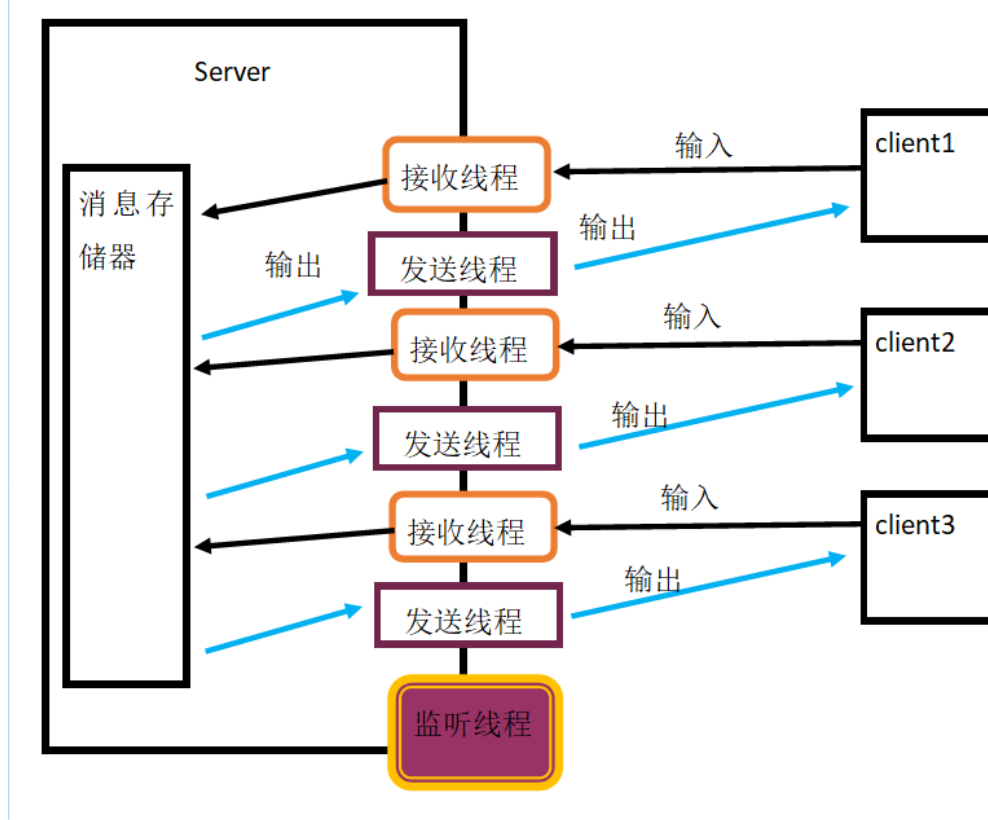 Server
输入
client1
接收线程
消息存
储器
输出
输出
发送线程
输入
client2
接收线程
输出
发送线程
输入
client3
接收线程
输出
发送线程
监听线程